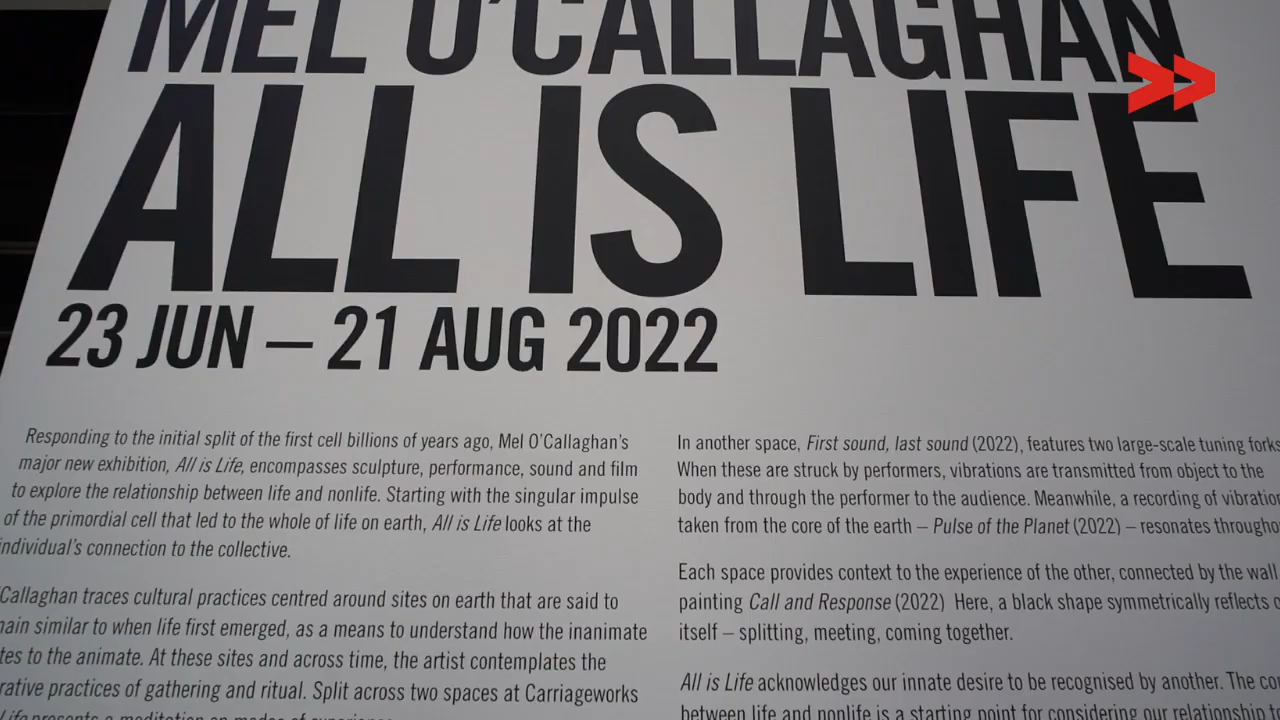 MEL O'CALLAGHAN
ALL IS LIFE
23 JUN – 21 AUG 2022
Responding to the initial split of the first cell billions of years ago, Mel O'Callaghan's
major new exhibition, All is Life, encompasses sculpture, performance, sound and film
to explore the relationship between life and nonlife. Starting with the singular impulse
of the primordial cell that led to the whole of life on earth, All is Life looks at the
individual's connection to the collective.
Callaghan traces cultural practices centred around sites on earth that are said to
similar to when life first emerged, as a means to understand how the inanimate
to the animate. At these sites and across time, the artist contemplates the
practices of gathering and ritual. Split across two spaces at Carriageworks
Life presents a meditation on modes of experience
In another space, First sound, last sound (2022), features two large-scale tuning forks
When these are struck by performers, vibrations are transmitted from object to the
body and through the performer to the audience. Meanwhile, a recording of vibration
taken from the core of the earth – Pulse of the Planet (2022) – resonates
Each space provides context to the experience of the other, connected by the wall
painting Call and Response (2022) Here, a black shape symmetrically reflects
itself – splitting, meeting, coming together.
All is Life acknowledges our innate desire to be recognised by another. The
between life and nonlife is a starting point for considering our relationship to